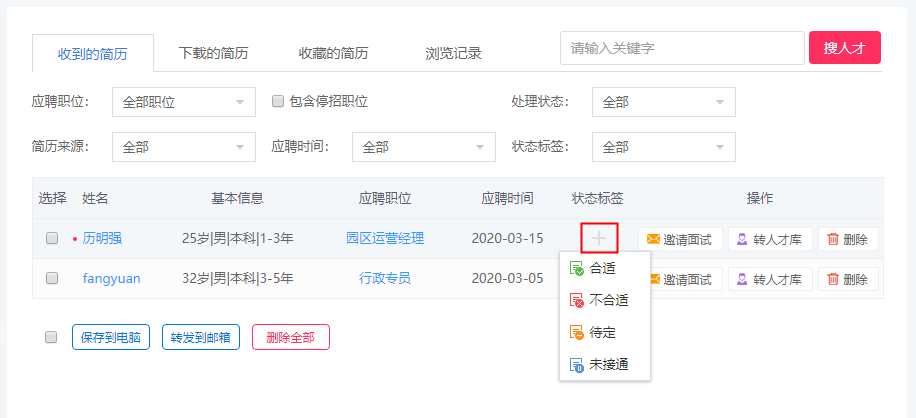 收到的简历 下载的简历 收藏的简历 浏览记录 请输入关键字 搜人才
应聘职位： 全部职位 包含停招职位 处理状态： 全部
简历来源： 全部 应聘时间： 全部 状态标签： 全部
选择 姓名 基本信息 应聘职位 应聘时间 状态标签 操作
历明强 25岁|男|本科|1-3年 园区运营经理 2020-03-15 邀请面试 转人才库 删除
fangyuan 32岁|男|本科|3-5年 行政专员 2020-03-05 邀请面试 转人才库 删除
合适
不合适
待定
未接通
保存到电脑 转发到邮箱 删除全部